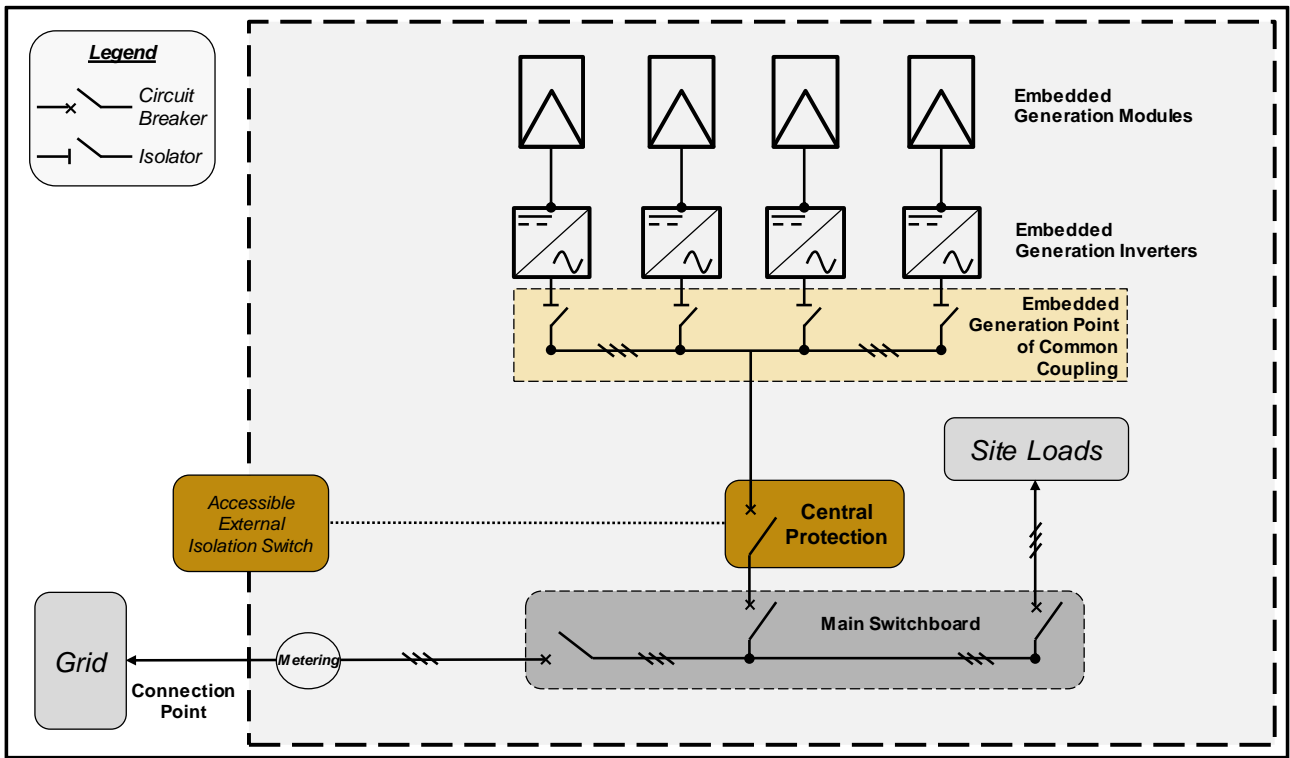 Legend
Circuit
Breaker
Isolator
Embedded
Generation Modules
Embedded
Generation Inverters
Embedded
Generation Point
of Common
Coupling
Site Loads
Accessible
External
Isolation Switch
Central
Protection
Main Switchboard
Grid
Metering
Connection
Point